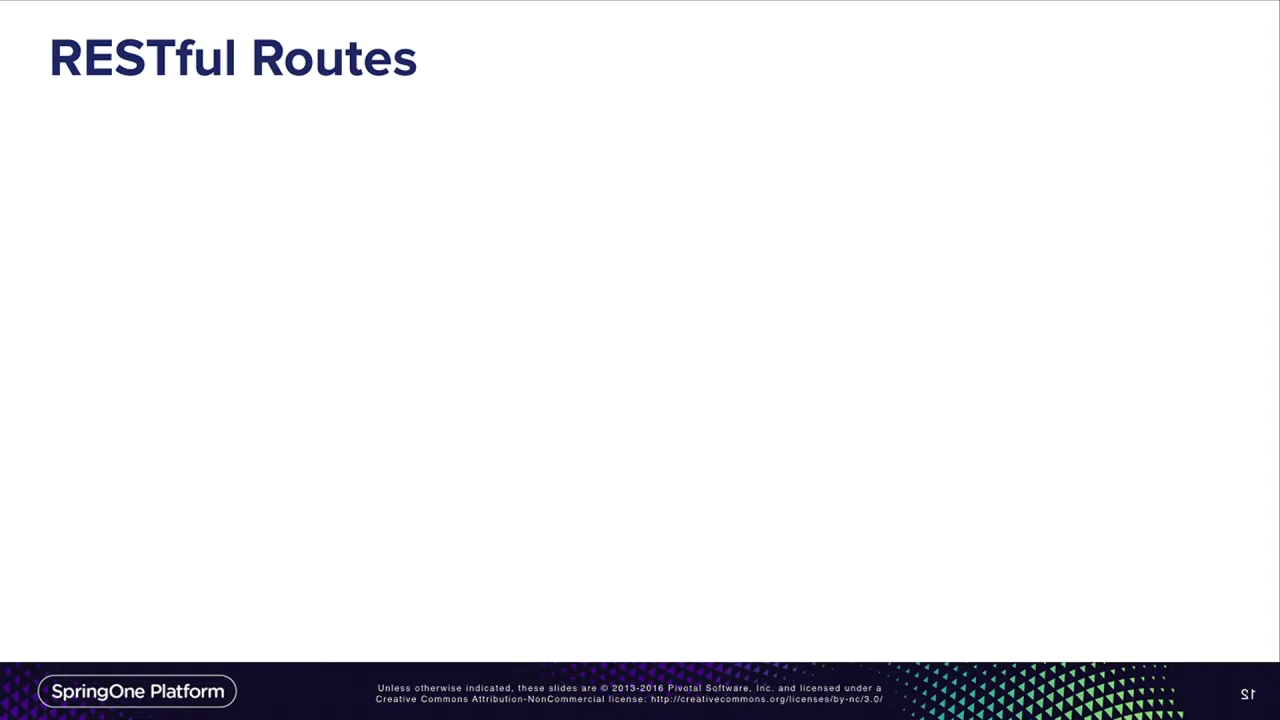 RESTful Routes
SpringOne Platform
Unless otherwise indicated, these slides are © 2013-2016 Pivotal Software, Inc. and licensed under a
Creative Commons Attribution-NonCommercial license: http://creativecommons.org/licenses/by-nc/3.0/
12